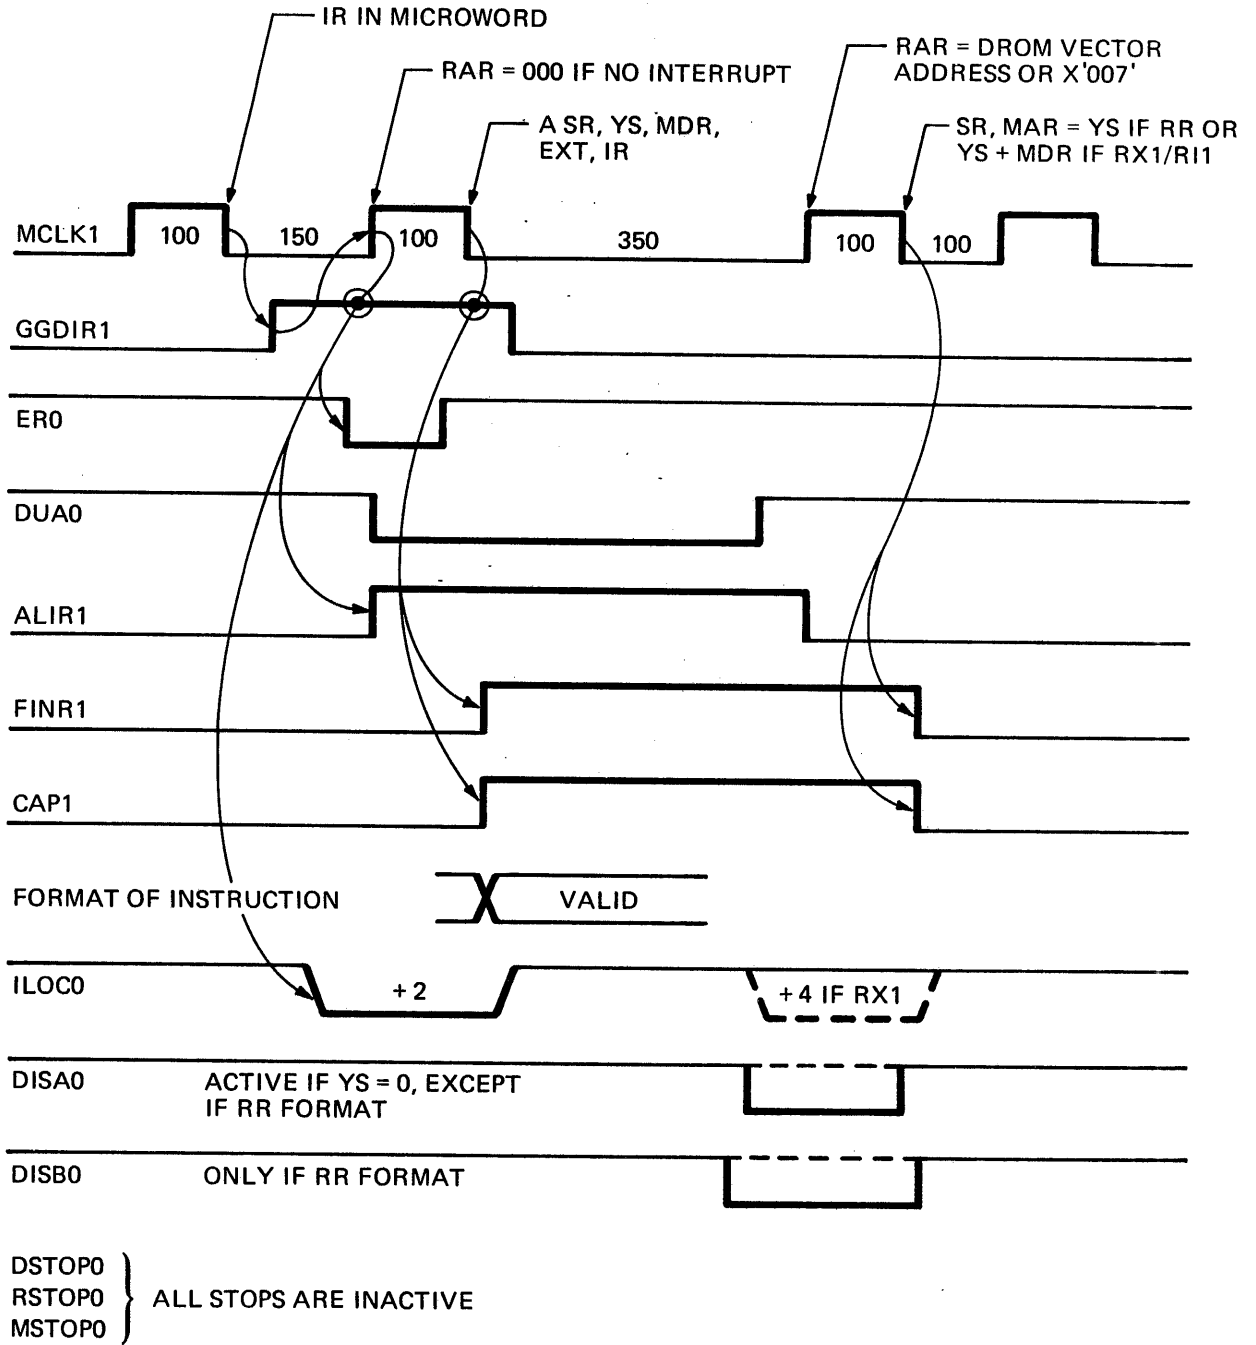 IR IN MICROWORD
RAR = 000 IF NO INTERRUPT
RAR = DROM VECTOR
ADDRESS OR X'007'
A SR, YS, MDR,
EXT, IR
SR, MAR = YS IF RR OR
YS + MDR IF RX1/RI1
MCLK1
100
150
100
350
100
100
GGDIR1
ER0
DUA0
ALIR1
FINR1
CAP1
FORMAT OF INSTRUCTION
VALID
ILOC0
+2
+4 IF RX1
DISA0
ACTIVE IF YS = 0, EXCEPT
IF RR FORMAT
DISB0
ONLY IF RR FORMAT
DSTOP0
RSTOP0
MSTOP0
ALL STOPS ARE INACTIVE